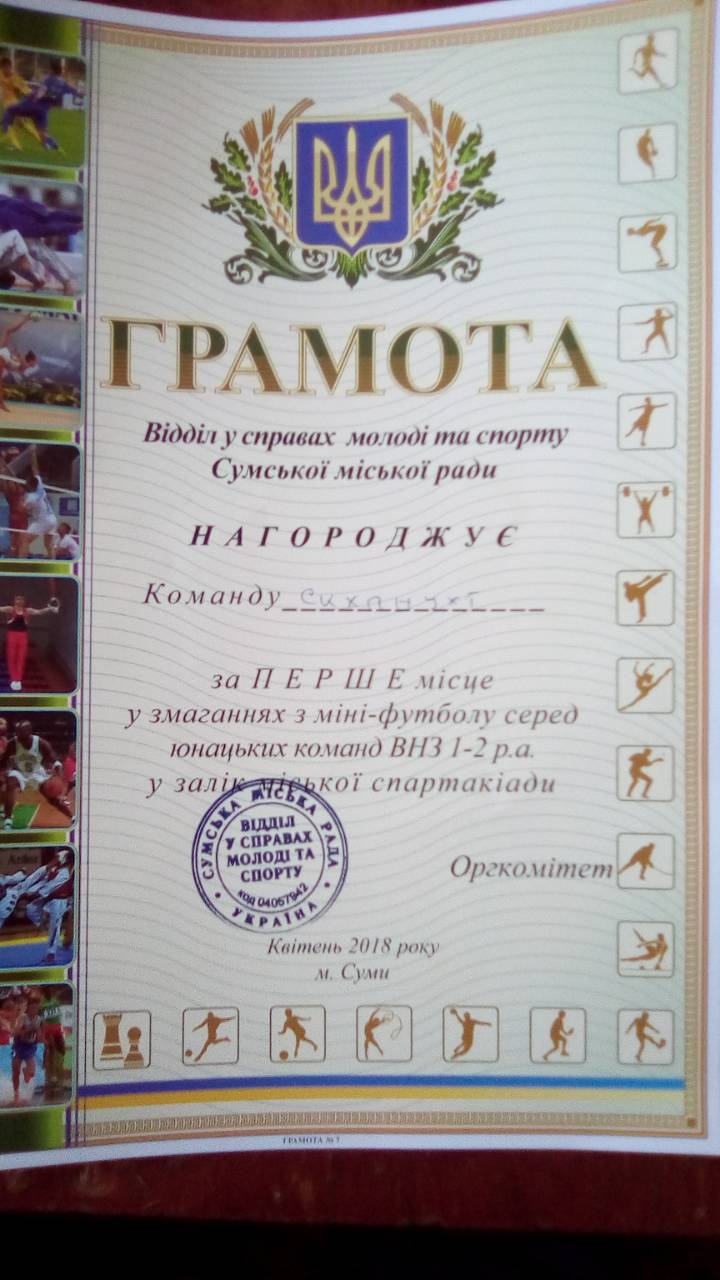 ГРАМОТА
Відділ у справах молоді та спорту
Сумської міської ради
НАГОРОДЖУЄ
Команду
за ПЕРШЕ місце
у змаганнях з міні-футболу серед
юнацьких команд ВНЗ 1-2 р.а.
у залік міської спартакіади
СУМСЬКА МІСЬКА РАДА
ВІДДІЛ
У СПРАВАХ
МОЛОДІ ТА
СПОРТУ
код 04057942
УКРАЇНА
Оргкомітет
Квітень 2018 року
м. Суми
ГРАМОТА № 7